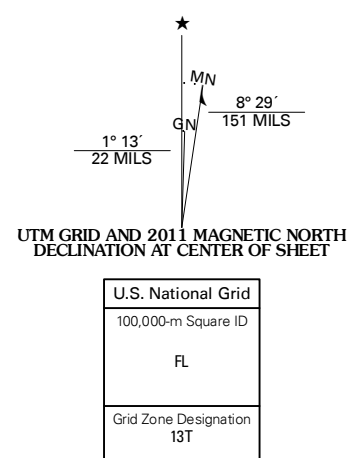 MN
8° 29´
151 MILS
GN
1° 13´
22 MILS
UTM GRID AND 2011 MAGNETIC NORTH
DECLINATION AT CENTER OF SHEET
U.S. National Grid
100,000-m Square ID
FL
Grid Zone Designation
13T